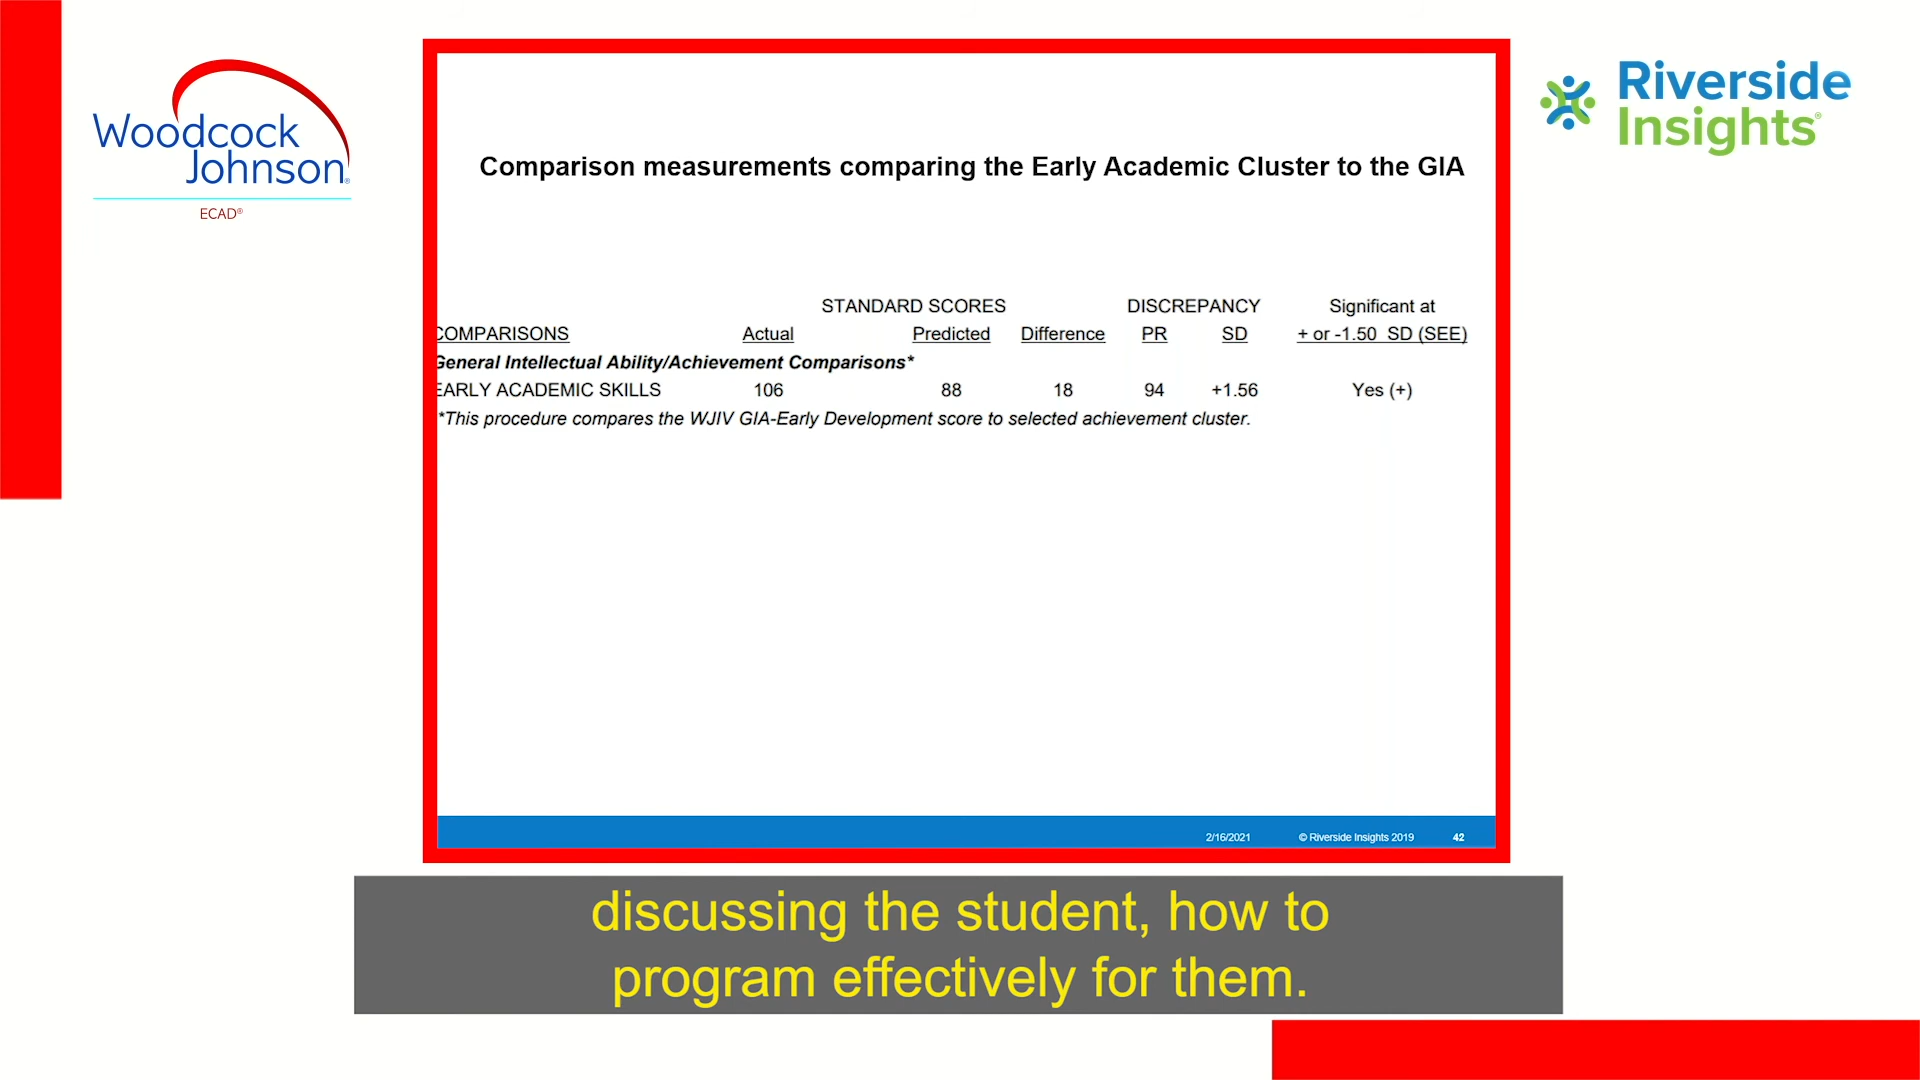 Woodcock
Johnson®
ECAD®
Riverside
Insights®
Comparison measurements comparing the Early Academic Cluster to the GIA
STANDARD SCORES DISCREPANCY Significant at
COMPARISONS Actual Predicted Difference PR SD + or -1.50 SD (SEE)
General Intellectual Ability/Achievement Comparisons*
EARLY ACADEMIC SKILLS 106 88 18 94 +1.56 Yes (+)
*This procedure compares the WJIV GIA-Early Development score to selected achievement cluster.
2/16/2021 © Riverside Insights 2019 42
discussing the student, how to
program effectively for them.